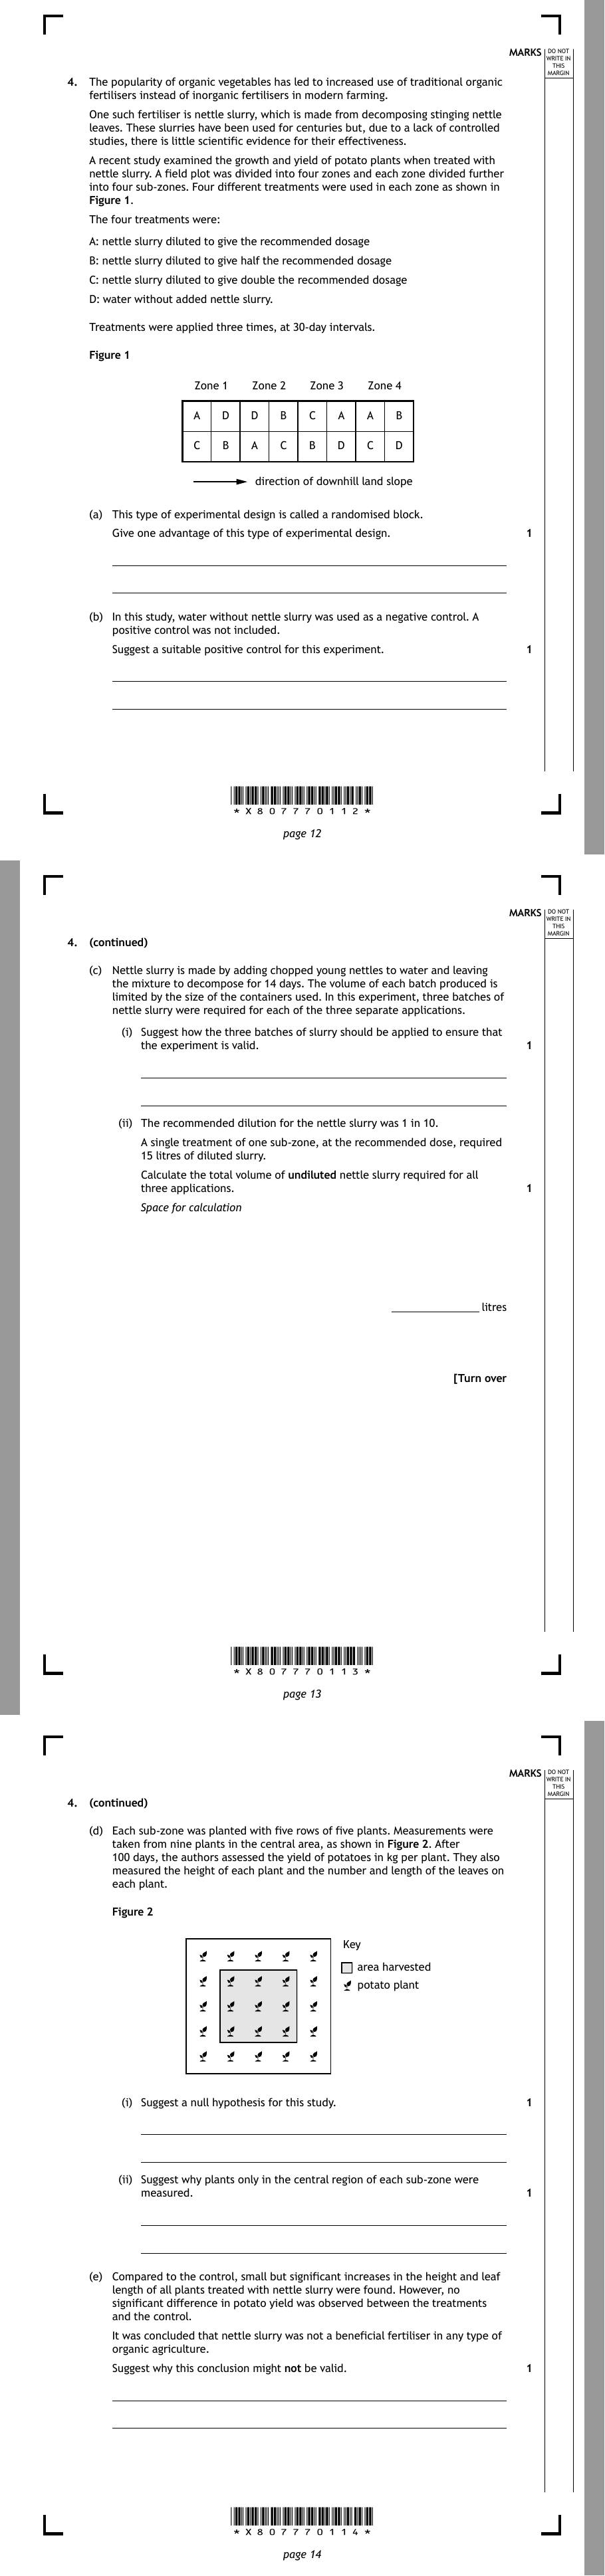 MARKS
DO NOT
WRITE IN
THIS
MARGIN
4. The popularity of organic vegetables has led to increased use of traditional organic
fertilisers instead of inorganic fertilisers in modern farming.
One such fertiliser is nettle slurry, which is made from decomposing stinging nettle
leaves. These slurries have been used for centuries but, due to a lack of controlled
studies, there is little scientific evidence for their effectiveness.
A recent study examined the growth and yield of potato plants when treated with
nettle slurry. A field plot was divided into four zones and each zone divided further
into four sub-zones. Four different treatments were used in each zone as shown in
Figure 1.
The four treatments were:
A: nettle slurry diluted to give the recommended dosage
B: nettle slurry diluted to give half the recommended dosage
C: nettle slurry diluted to give double the recommended dosage
D: water without added nettle slurry.
Treatments were applied three times, at 30-day intervals.
Figure 1
Zone 1 Zone 2 Zone 3 Zone 4
A D D B C A A B
C B A C B D C D
direction of downhill land slope
(a) This type of experimental design is called a randomised block.
Give one advantage of this type of experimental design. 1
(b) In this study, water without nettle slurry was used as a negative control. A
positive control was not included.
Suggest a suitable positive control for this experiment. 1
* X 8 0 7 7 7 0 1 1 2 *
page 12
MARKS
DO NOT
WRITE IN
THIS
MARGIN
4. (continued)
(c) Nettle slurry is made by adding chopped young nettles to water and leaving
the mixture to decompose for 14 days. The volume of each batch produced is
limited by the size of the containers used. In this experiment, three batches of
nettle slurry were required for each of the three separate applications.
(i) Suggest how the three batches of slurry should be applied to ensure that
the experiment is valid. 1
(ii) The recommended dilution for the nettle slurry was 1 in 10.
A single treatment of one sub-zone, at the recommended dose, required
15 litres of diluted slurry.
Calculate the total volume of undiluted nettle slurry required for all
three applications. 1
Space for calculation
litres
[Turn over
* X 8 0 7 7 7 0 1 1 3 *
page 13
MARKS
DO NOT
WRITE IN
THIS
MARGIN
4. (continued)
(d) Each sub-zone was planted with five rows of five plants. Measurements were
taken from nine plants in the central area, as shown in Figure 2. After
100 days, the authors assessed the yield of potatoes in kg per plant. They also
measured the height of each plant and the number and length of the leaves on
each plant.
Figure 2
Key
area harvested
potato plant
(i) Suggest a null hypothesis for this study. 1
(ii) Suggest why plants only in the central region of each sub-zone were
measured. 1
(e) Compared to the control, small but significant increases in the height and leaf
length of all plants treated with nettle slurry were found. However, no
significant difference in potato yield was observed between the treatments
and the control.
It was concluded that nettle slurry was not a beneficial fertiliser in any type of
organic agriculture.
Suggest why this conclusion might not be valid. 1
* X 8 0 7 7 7 0 1 1 4 *
page 14